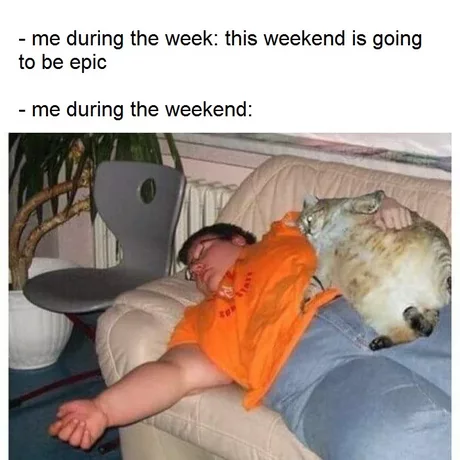 - me during the week: this weekend is going
to be epic
- me during the weekend: